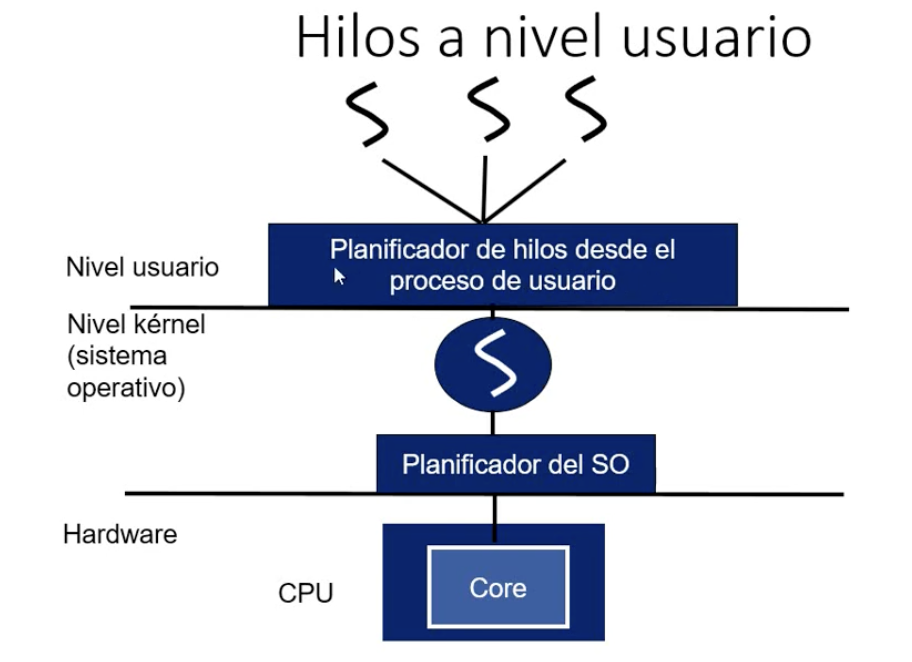 Hilos a nivel usuario
Planificador de hilos desde el
proceso de usuario
Nivel usuario
Nivel kérnel
(sistema
operativo)
Planificador del SO
Hardware
CPU
Core